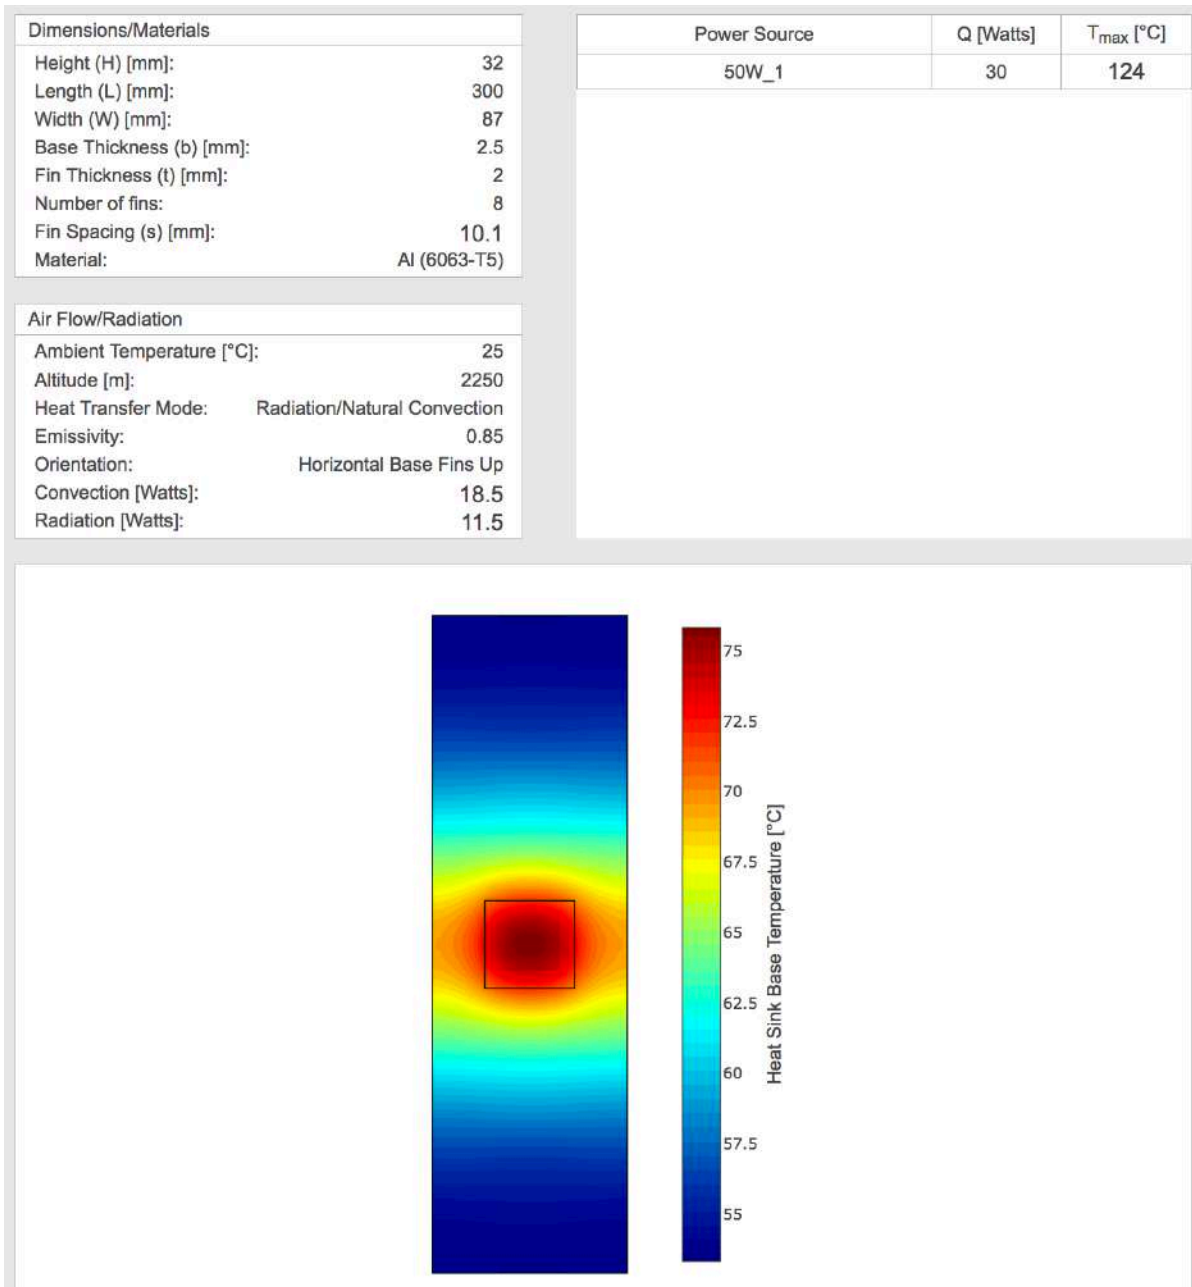 Dimensions/Materials
Height (H) [mm]: 32
Length (L) [mm]: 300
Width (W) [mm]: 87
Base Thickness (b) [mm]: 2.5
Fin Thickness (t) [mm]: 2
Number of fins: 8
Fin Spacing (s) [mm]: 10.1
Material: Al (6063-T5)
Air Flow/Radiation
Ambient Temperature [°C]: 25
Altitude [m]: 2250
Heat Transfer Mode: Radiation/Natural Convection
Emissivity: 0.85
Orientation: Horizontal Base Fins Up
Convection [Watts]: 18.5
Radiation [Watts]: 11.5
Power Source Q [Watts] Tmax [°C]
50W_1 30 124
75
72.5
70
67.5
65
62.5
60
57.5
55
Heat Sink Base Temperature [°C]